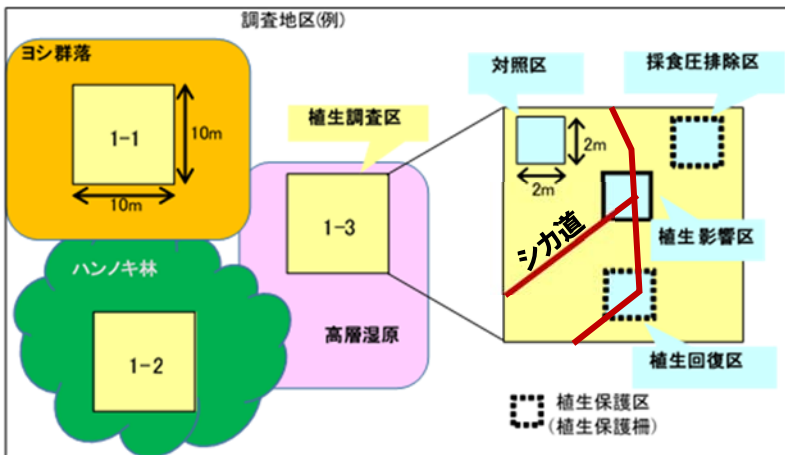 調査地区(例)
ヨシ群落
1-1
10m
10m
植生調査区
1-3
高層湿原
ハンノキ林
1-2
対照区
2m
2m
採食圧排除区
シカ道
植生影響区
植生回復区
植生保護区
(植生保護柵)